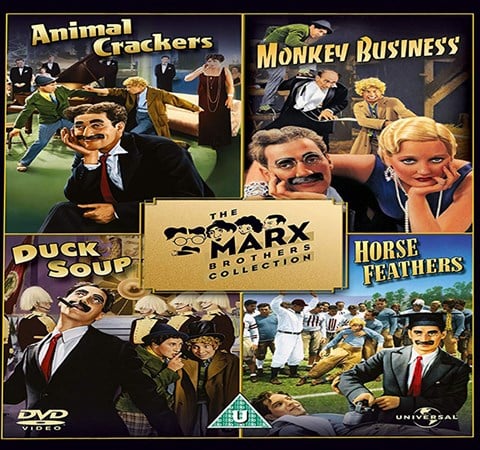 Animal
Crackers
MONKEY BUSINESS
THE
MARX
BROTHERS
COLLECTION
DUCK
SOUP
HORSE
FEATHERS
DVD
VIDEO
U
UNIVERSAL